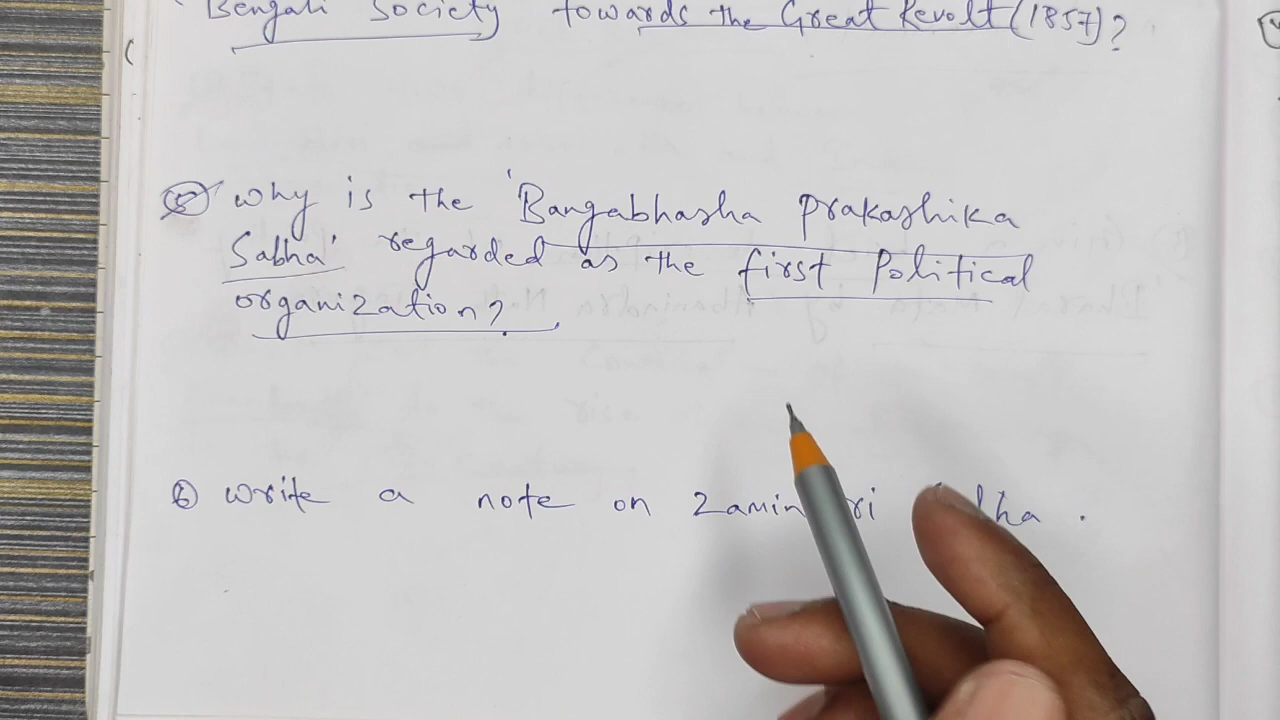 Bengali Society towards the Great Revolt (1857)?
(5) Why is the 'Bangabhasha Prakashika
Sabha' regarded as the first Political
organization?
(6) Write a note on